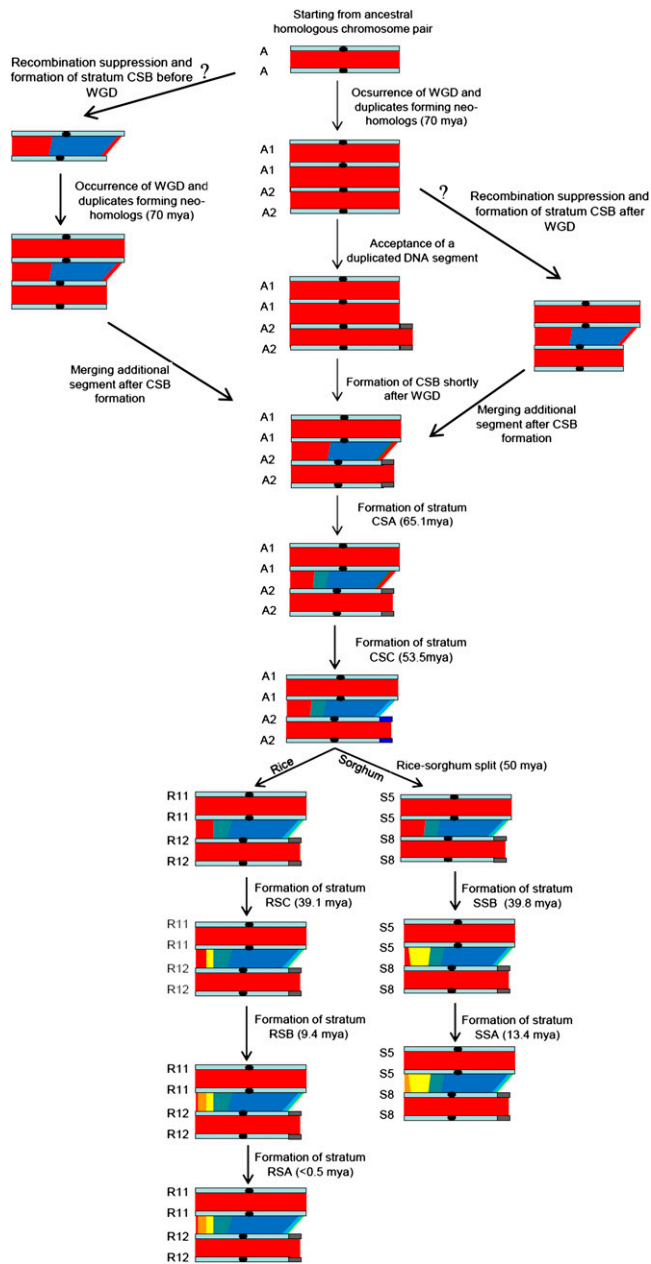 Starting from ancestral
homologous chromosome pair
A
A
Recombination suppression and
formation of stratum CSB before
WGD
?
Ocsurrence of WGD and
duplicates forming neo-
homologs (70 mya)
A1
A1
A2
A2
Occurrence of WGD and
duplicates forming neo-
homologs (70 mya)
?
Recombination suppression and
formation of stratum CSB after
WGD
Acceptance of a
duplicated DNA segment
A1
A1
A2
A2
Merging additional
segment after CSB
formation
Formation of CSB shortly
after WGD
Merging additional
segment after CSB
formation
A1
A1
A2
A2
Formation of stratum
CSA (65.1mya)
A1
A1
A2
A2
Formation of stratum
CSC (53.5mya)
A1
A1
A2
A2
Rice
Sorghum
Rice-sorghum split (50 mya)
R11
R11
R12
R12
S5
S5
S8
S8
Formation of stratum
RSC (39.1 mya)
Formation of stratum
SSB (39.8 mya)
R11
R11
R12
R12
S5
S5
S8
S8
Formation of stratum
RSB (9.4 mya)
Formation of stratum
SSA (13.4 mya)
R11
R11
R12
R12
S5
S5
S8
S8
Formation of stratum
RSA (<0.5 mya)
R11
R11
R12
R12